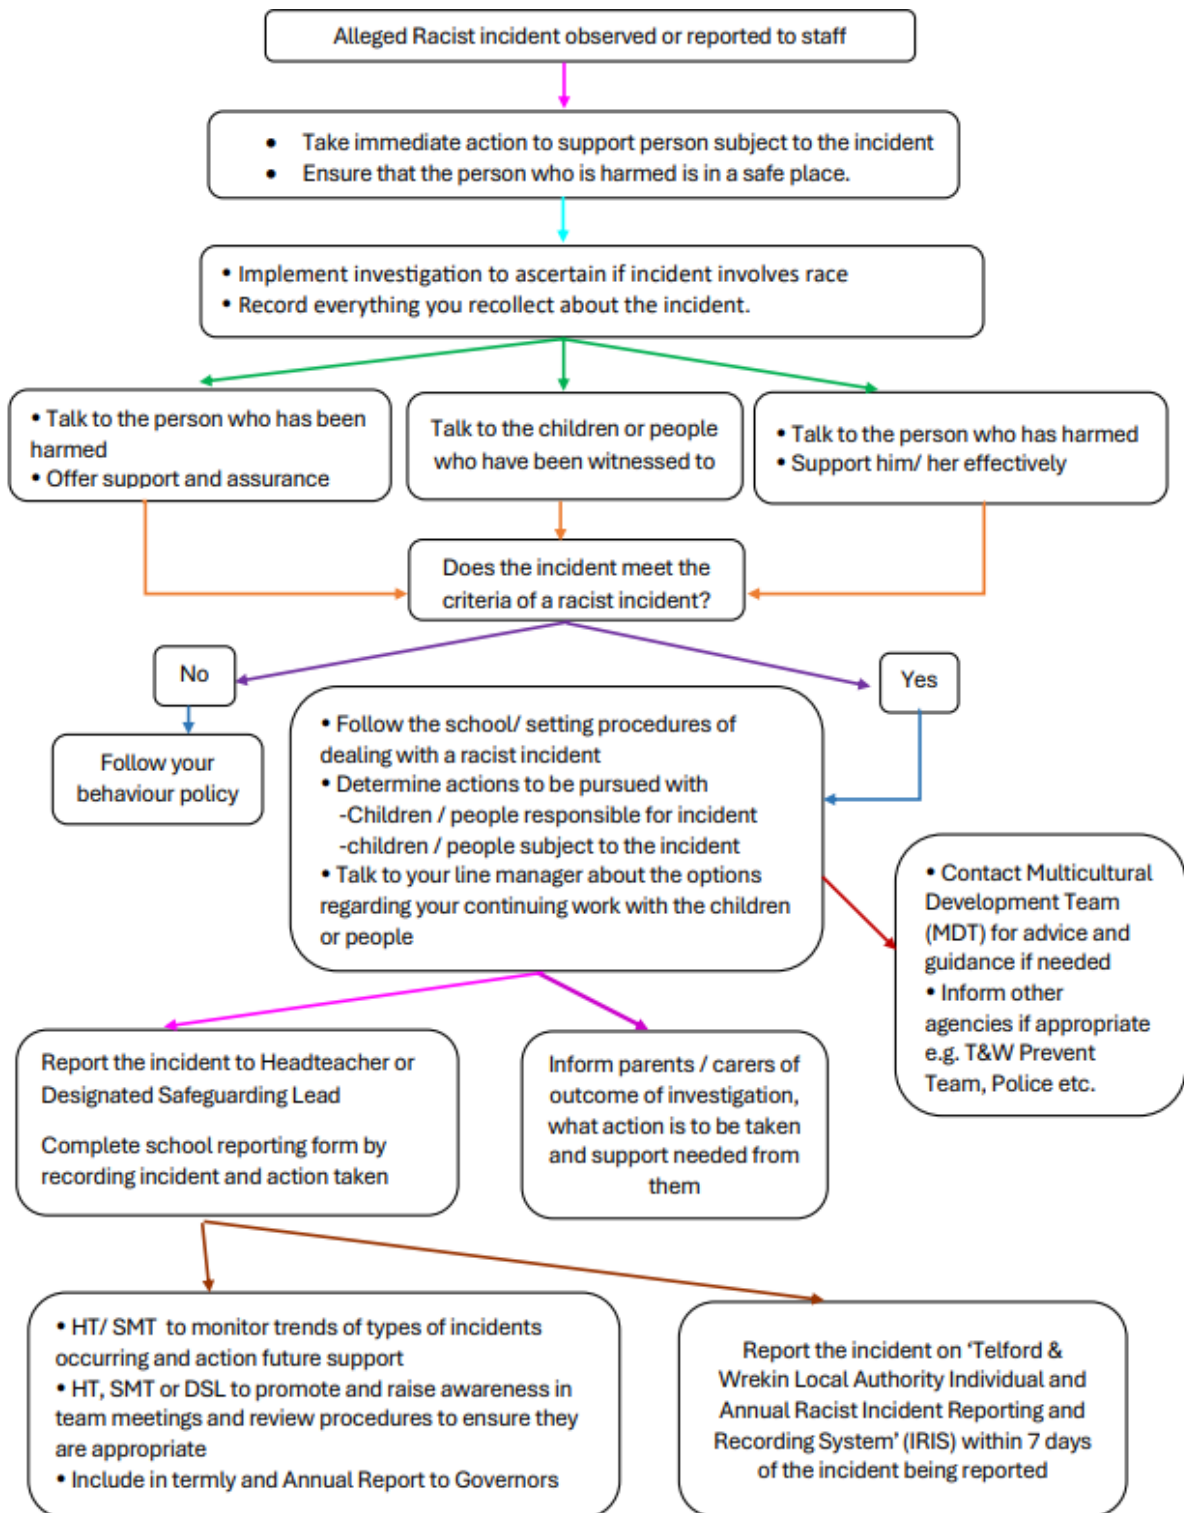 Alleged Racist incident observed or reported to staff
• Take immediate action to support person subject to the incident
• Ensure that the person who is harmed is in a safe place.
• Implement investigation to ascertain if incident involves race
• Record everything you recollect about the incident.
• Talk to the person who has been
harmed
• Offer support and assurance
Talk to the children or people
who have been witnessed to
• Talk to the person who has harmed
• Support him/ her effectively
Does the incident meet the
criteria of a racist incident?
No
Yes
Follow your
behaviour policy
• Follow the school/ setting procedures of
dealing with a racist incident
• Determine actions to be pursued with
-Children / people responsible for incident
-children / people subject to the incident
• Talk to your line manager about the options
regarding your continuing work with the children
or people
• Contact Multicultural
Development Team
(MDT) for advice and
guidance if needed
• Inform other
agencies if appropriate
e.g. T&W Prevent
Team, Police etc.
Report the incident to Headteacher or
Designated Safeguarding Lead
Complete school reporting form by
recording incident and action taken
Inform parents / carers of
outcome of investigation,
what action is to be taken
and support needed from
them
• HT/ SMT to monitor trends of types of incidents
occurring and action future support
• HT, SMT or DSL to promote and raise awareness in
team meetings and review procedures to ensure they
are appropriate
• Include in termly and Annual Report to Governors
Report the incident on ‘Telford &
Wrekin Local Authority Individual and
Annual Racist Incident Reporting and
Recording System’ (IRIS) within 7 days
of the incident being reported